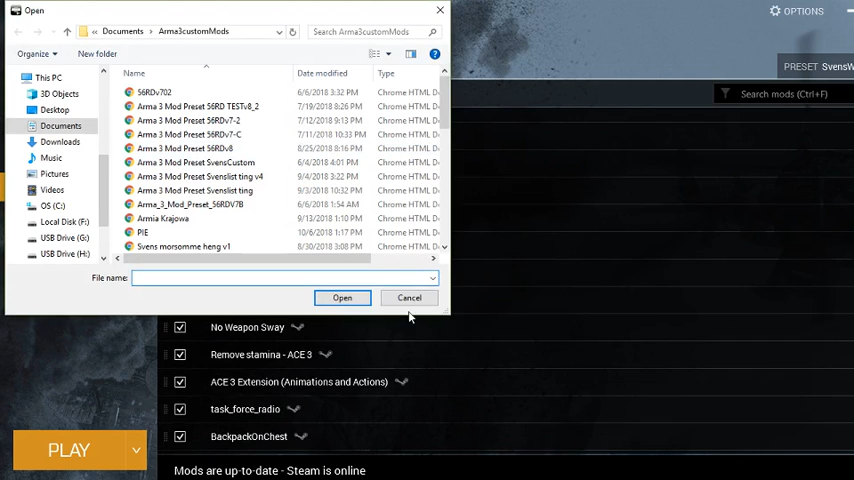 Open
OPTIONS
Documents
Arma3customMods
Search Arma3customMods
Organize
New folder
PRESET SvensW
This PC
Name
Date modified
Type
Search mods (Ctrl+F)
3D Objects
56RDv702
6/6/2018 3:32 PM
Chrome HTML Do
Desktop
Arma 3 Mod Preset 56RD TESTv8_2
7/19/2018 8:26 PM
Chrome HTML Do
Documents
Arma 3 Mod Preset 56RDv7-2
7/12/2018 9:13 PM
Chrome HTML Do
Downloads
Arma 3 Mod Preset 56RDv7-C
7/11/2018 10:33 PM
Chrome HTML Do
Music
Arma 3 Mod Preset 56RDv8
8/25/2018 8:16 PM
Chrome HTML Do
Pictures
Arma 3 Mod Preset SvensCustom
6/4/2018 4:01 PM
Chrome HTML Do
Videos
Arma 3 Mod Preset Svenslist ting v4
9/4/2018 3:22 PM
Chrome HTML Do
OS (C:)
Arma 3 Mod Preset Svenslist ting
9/3/2018 10:32 PM
Chrome HTML Do
Local Disk (F:)
Arma_3_Mod_Preset_56RDV7B
6/6/2018 1:54 AM
Chrome HTML Do
USB Drive (G:)
Armia Krajowa
9/13/2018 1:10 PM
Chrome HTML Do
USB Drive (H:)
PIE
10/6/2018 1:17 PM
Chrome HTML Do
Svens morsomme heng v1
8/30/2018 3:08 PM
Chrome HTML Do
File name:
Open
Cancel
No Weapon Sway
Remove stamina - ACE 3
ACE 3 Extension (Animations and Actions)
task_force_radio
BackpackOnChest
PLAY
Mods are up-to-date - Steam is online